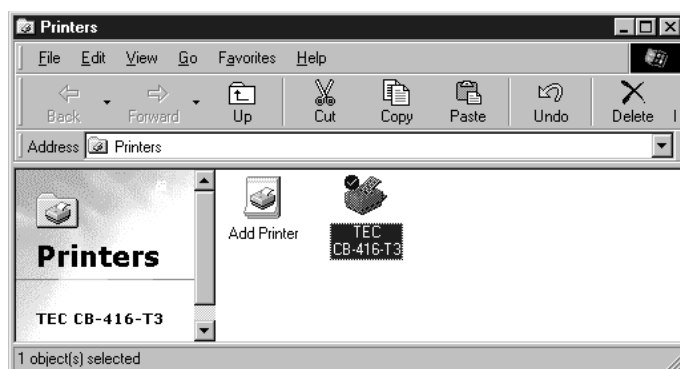 Printers
File Edit View Go Favorites Help
Back Forward Up Cut Copy Paste Undo Delete
Address Printers
Add Printer
TEC
CB-416-T3
Printers
TEC CB-416-T3
1 object(s) selected